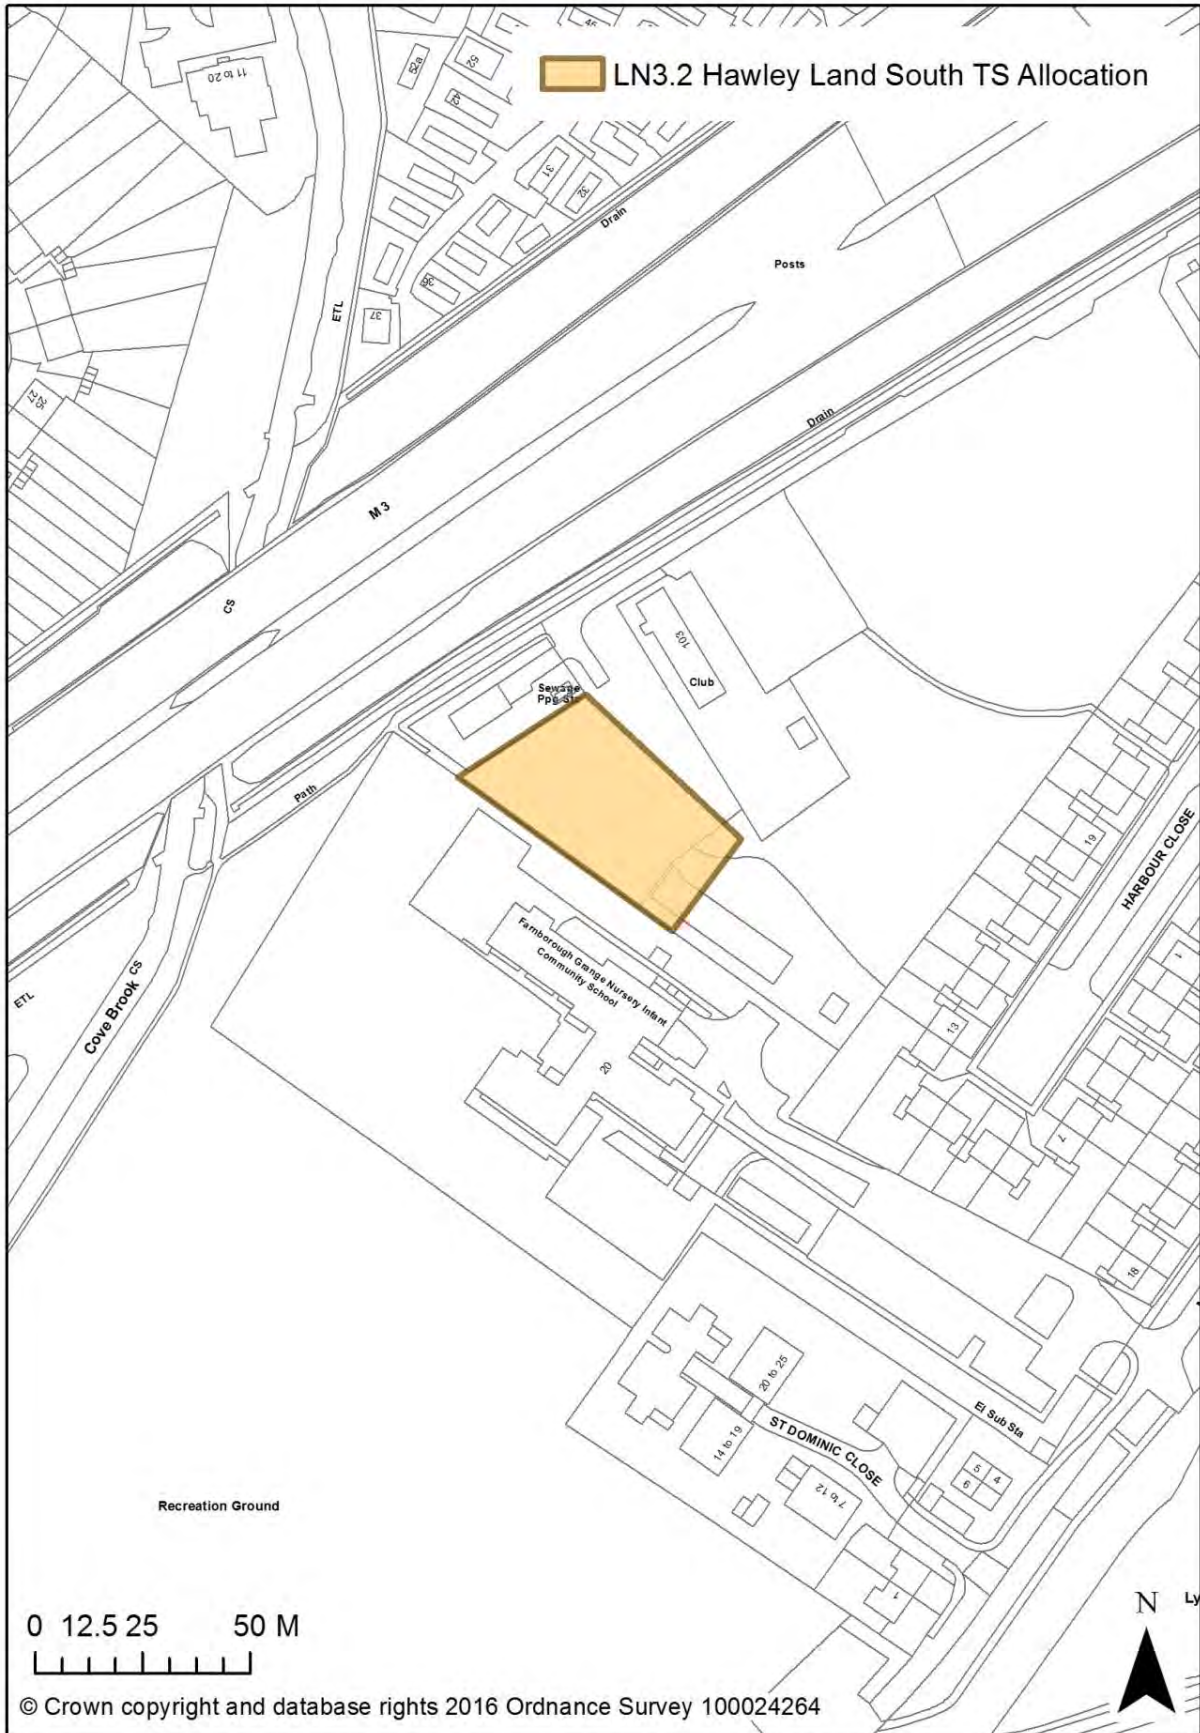 LN3.2 Hawley Land South TS Allocation
11 to 20
52a
52
42
31
32
36
37
ETL
Drain
Posts
25
27
Drain
M 3
CS
103
Club
Sewage
Path
19
HARBOUR CLOSE
1
ETL
Cove Brook
CS
Farnborough Grange Nursery Infant
Community School
20
13
7
18
20 to 25
14 to 19
ST DOMINIC CLOSE
El Sub Sta
5
4
6
7 to 12
1
Recreation Ground
N
Ly
0 12.5 25 50 M
© Crown copyright and database rights 2016 Ordnance Survey 100024264